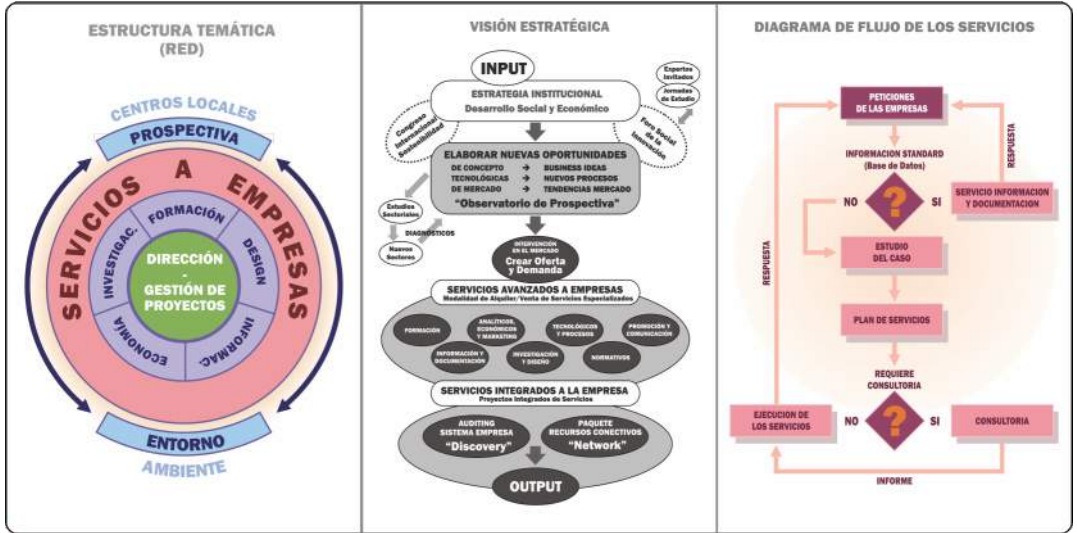 ESTRUCTURA TEMÁTICA
(RED)
CENTROS LOCALES
PROSPECTIVA
SERVICIOS A EMPRESAS
FORMACIÓN
INVESTIGAC.
DESIGN
DIRECCIÓN
-
GESTIÓN DE
PROYECTOS
ECONOMÍA
INFORMAC.
ENTORNO
AMBIENTE
VISIÓN ESTRATÉGICA
INPUT
Expertos
Invitados
Jornadas
de Estudio
ESTRATEGIA INSTITUCIONAL
Desarrollo Social y Económico
Congreso
Internacional
Sostenibilidad
Foro Social
de la
Innovación
ELABORAR NUEVAS OPORTUNIDADES
DE CONCEPTO → BUSINESS IDEAS
TECNOLÓGICAS → NUEVOS PROCESOS
DE MERCADO → TENDENCIAS MERCADO
"Observatorio de Prospectiva"
Estudios
Sectoriales
DIAGNÓSTICOS
Nuevos
Sectores
INTERVENCIÓN
EN EL MERCADO
Crear Oferta
y Demanda
SERVICIOS AVANZADOS A EMPRESAS
Modalidad de Alquiler/Venta de Servicios Especializados
FORMACIÓN
ANALÍTICOS,
ECONÓMICOS
Y MARKETING
TECNOLÓGICOS
Y PROCESOS
PROMOCIÓN Y
COMUNICACIÓN
INFORMACIÓN Y
DOCUMENTACIÓN
INVESTIGACIÓN
Y DISEÑO
NORMATIVOS
SERVICIOS INTEGRADOS A LA EMPRESA
Proyectos Integrados de Servicios
AUDITING
SISTEMA EMPRESA
"Discovery"
PAQUETE
RECURSOS CONECTIVOS
"Network"
OUTPUT
DIAGRAMA DE FLUJO DE LOS SERVICIOS
PETICIONES
DE LAS EMPRESAS
RESPUESTA
INFORMACION STANDARD
(Base de Datos)
NO
?
SI
SERVICIO INFORMACION
Y DOCUMENTACION
ESTUDIO
DEL CASO
RESPUESTA
PLAN DE SERVICIOS
REQUIERE
CONSULTORIA
EJECUCION DE
LOS SERVICIOS
NO
?
SI
CONSULTORIA
INFORME